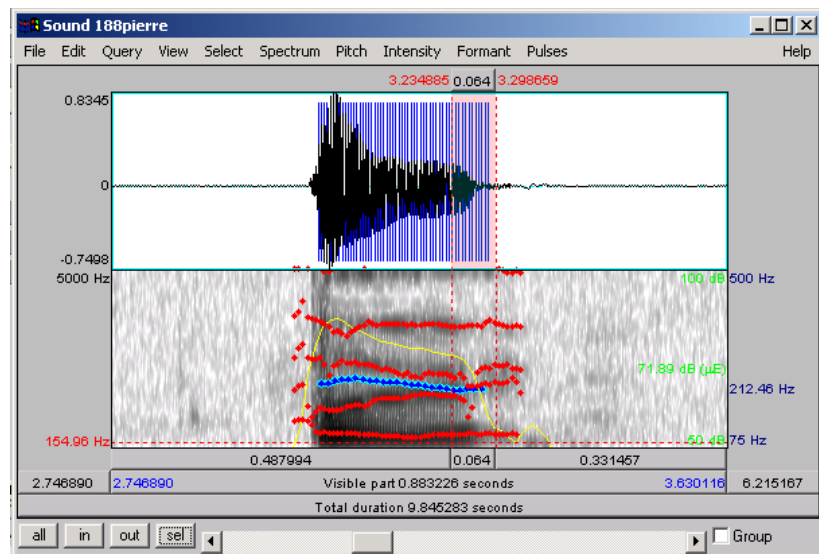 Sound 188pierre
File Edit Query View Select Spectrum Pitch Intensity Formant Pulses Help
3.234885 0.064 3.298659
0.8345
0
-0.7498
5000 Hz 100 dB 500 Hz
71.89 dB (µE)
212.46 Hz
154.96 Hz 50 dB 75 Hz
0.487994 0.064 0.331457
2.746890 2.746890 Visible part 0.883226 seconds 3.630116 6.215167
Total duration 9.845283 seconds
all in out sel Group